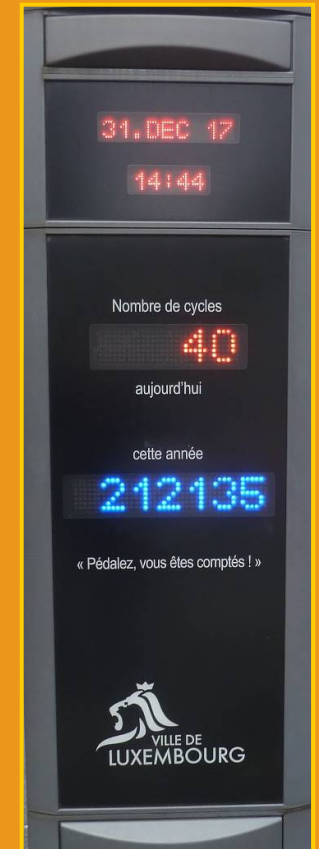 31.DEC 17
14:44
Nombre de cycles
40
aujourd'hui
cette année
212135
« Pédalez, vous êtes comptés ! »
VILLE DE
LUXEMBOURG